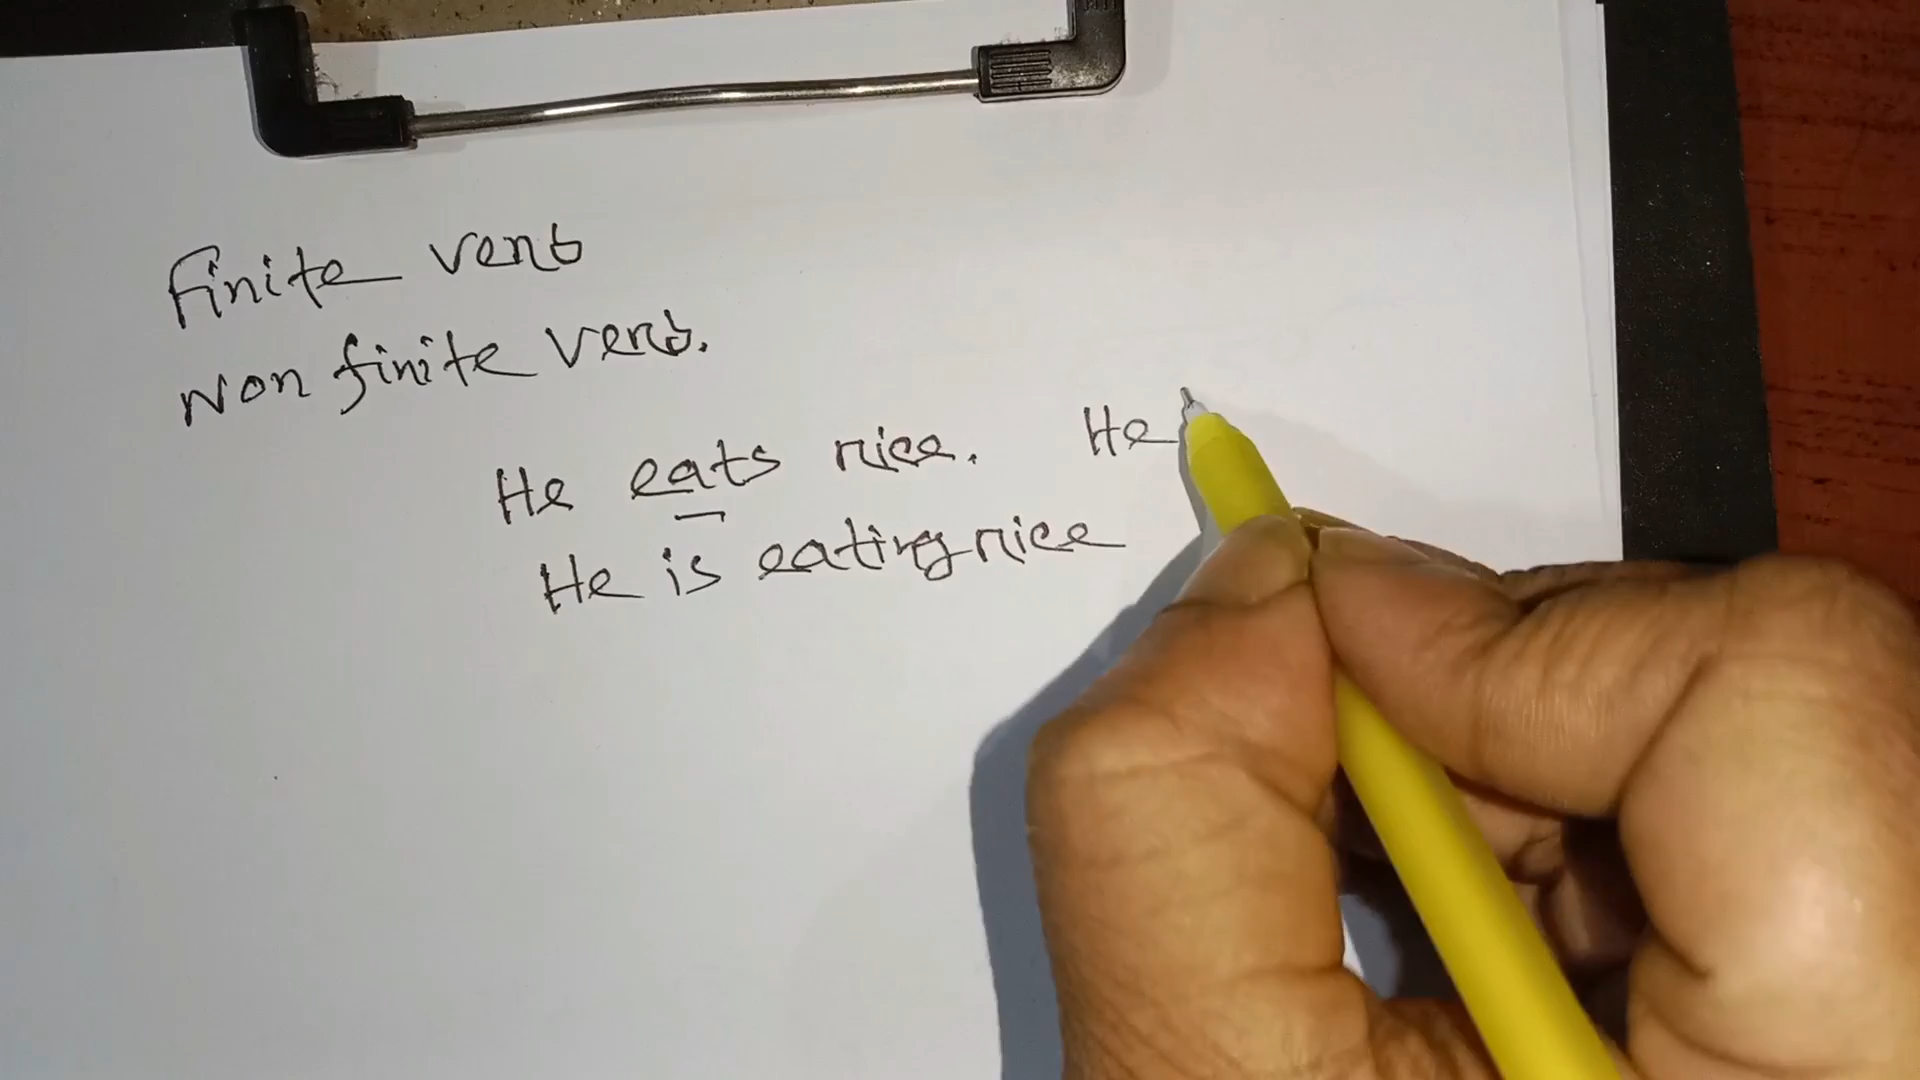 Finite verb
Non finite verb.
He eats rice. He
He is eating rice